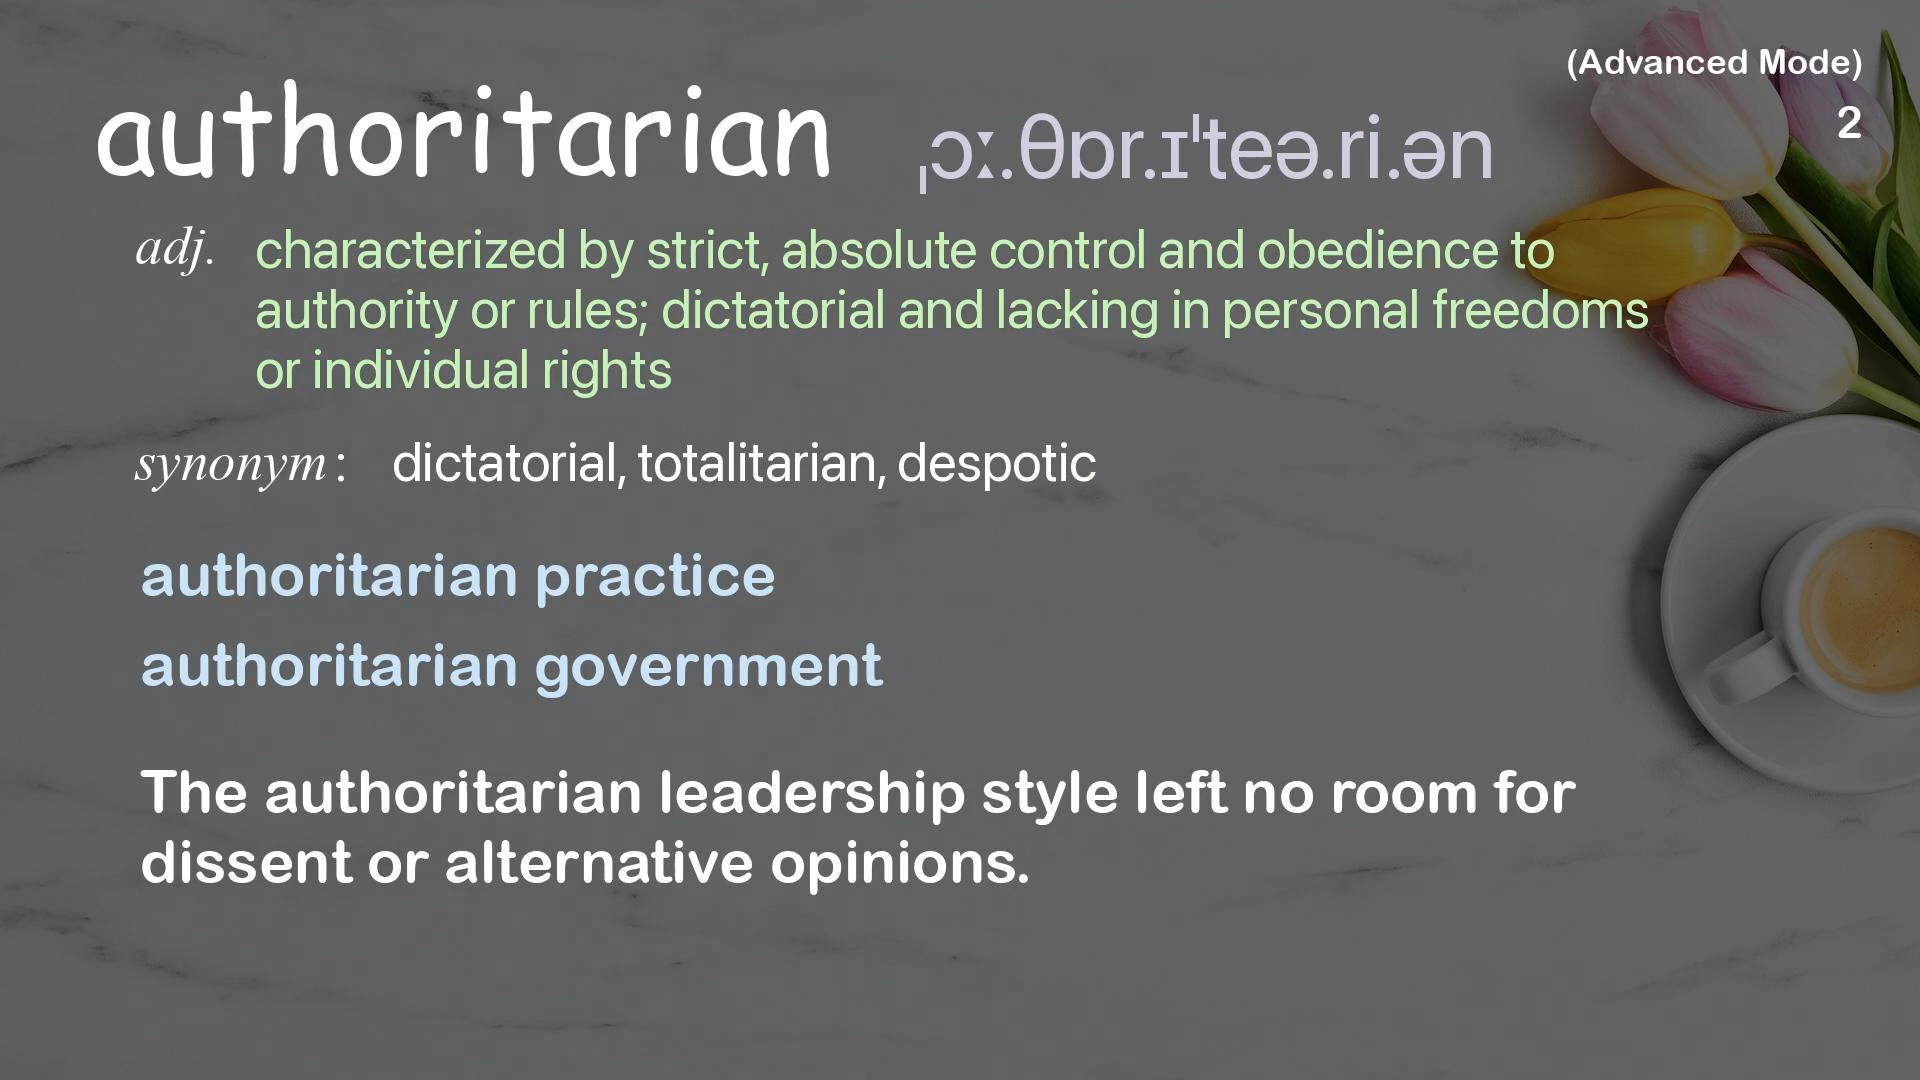 (Advanced Mode)
2
authoritarian ˌɔː.θɒr.ɪˈteə.ri.ən
adj. characterized by strict, absolute control and obedience to
authority or rules; dictatorial and lacking in personal freedoms
or individual rights
synonym : dictatorial, totalitarian, despotic
authoritarian practice
authoritarian government
The authoritarian leadership style left no room for
dissent or alternative opinions.